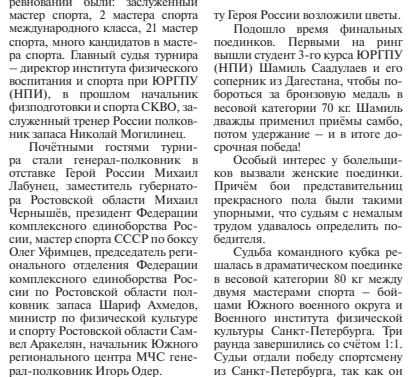 ревнований были: заслуженный
мастер спорта, 2 мастера спорта
международного класса, 21 мастер
спорта, много кандидатов в масте-
ра спорта. Главный судья турнира
– директор института физического
воспитания и спорта при ЮРГПУ
(НПИ), в прошлом начальник
физподготовки и спорта СКВО, за-
служенный тренер России полков-
ник запаса Николай Могилинец.
Почётными гостями турни-
ра стали генерал-полковник в
отставке Герой России Михаил
Лабунец, заместитель губернато-
ра Ростовской области Михаил
Чернышёв, президент Федерации
комплексного единоборства Рос-
сии, мастер спорта СССР по боксу
Олег Уфимцев, председатель реги-
онального отделения Федерации
комплексного единоборства Рос-
сии по Ростовской области пол-
ковник запаса Шариф Ахмедов,
министр по физической культуре
и спорту Ростовской области Сам-
вел Аракелян, начальник Южного
регионального центра МЧС гене-
рал-полковник Игорь Одер.
ту Героя России возложили цветы.
Подошло время финальных
поединков. Первыми на ринг
вышли студент 3-го курса ЮРГПУ
(НПИ) Шамиль Саадулаев и его
соперник из Дагестана, чтобы по-
бороться за бронзовую медаль в
весовой категории 70 кг. Шамиль
дважды применил приёмы самбо,
потом удержание – и в итоге до-
срочная победа!
Особый интерес у болельщи-
ков вызвали женские поединки.
Причём бои представительниц
прекрасного пола были такими
упорными, что судьям с немалым
трудом удавалось определить по-
бедителя.
Судьба командного кубка ре-
шалась в драматическом поединке
в весовой категории 80 кг между
двумя мастерами спорта – бой-
цами Южного военного округа и
Военного института физической
культуры Санкт-Петербурга. Три
раунда завершились со счётом 1:1.
Судьи отдали победу спортсмену
из Санкт-Петербурга, так как он